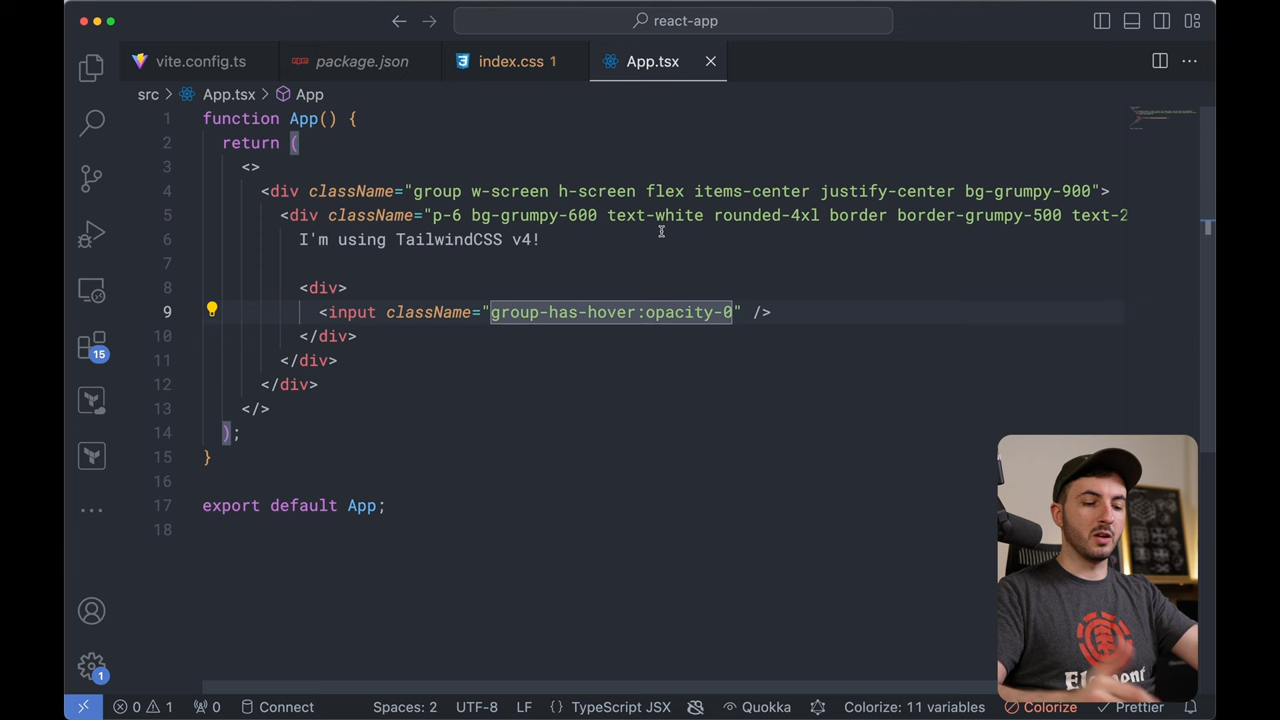 react-app
vite.config.ts
package.json
index.css 1
App.tsx
src > App.tsx > App
1 function App() {
2 return (
3 <>
4 <div className="group w-screen h-screen flex items-center justify-center bg-grumpy-900">
5 <div className="p-6 bg-grumpy-600 text-white rounded-4xl border border-grumpy-500 text-2
6 I'm using TailwindCSS v4!
7
8 <div>
9 <input className="group-has-hover:opacity-0" />
10 </div>
11 </div>
12 </div>
13 </>
14 );
15 }
16
17 export default App;
18
15
1
Element
0 1 0 Connect Spaces: 2 UTF-8 LF {} TypeScript JSX Quokka Colorize: 11 variables Colorize Prettier